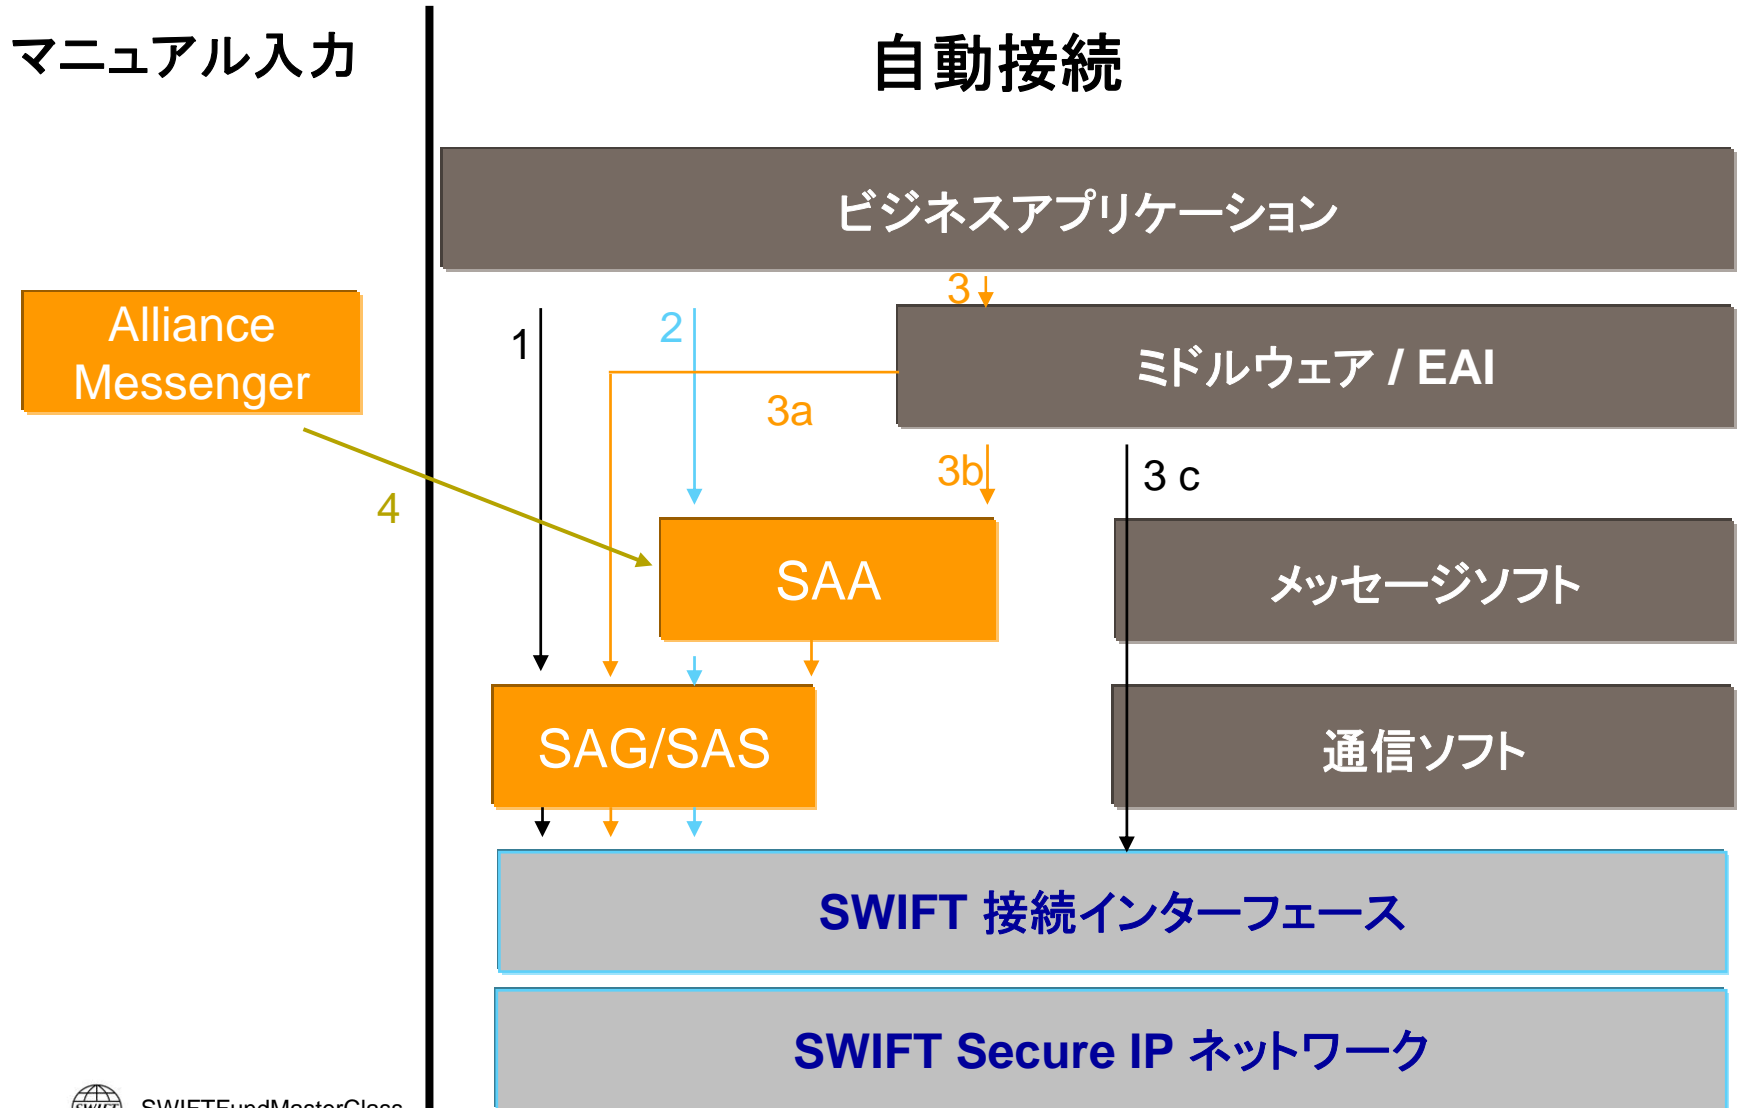 マニュアル入力
自動接続
ビジネスアプリケーション
3
Alliance
Messenger
1
2
ミドルウェア / EAI
3a
3b
3 c
4
SAA
メッセージソフト
SAG/SAS
通信ソフト
SWIFT 接続インターフェース
SWIFT Secure IP ネットワーク
SWIFT
SWIFTFundMasterClass